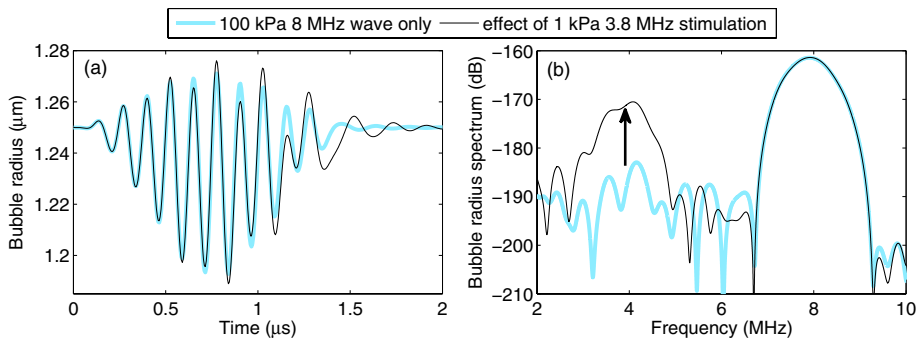 100 kPa 8 MHz wave only
effect of 1 kPa 3.8 MHz stimulation
(a)
Bubble radius (μm)
1.28
1.26
1.24
1.22
1.2
0
0.5
1
1.5
2
Time (μs)
(b)
Bubble radius spectrum (dB)
−160
−170
−180
−190
−200
−210
2
4
6
8
10
Frequency (MHz)